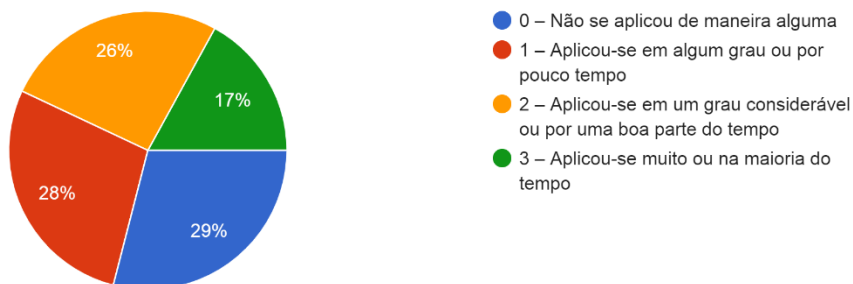 26%
17%
28%
29%
0 – Não se aplicou de maneira alguma
1 – Aplicou-se em algum grau ou por
pouco tempo
2 – Aplicou-se em um grau considerável
ou por uma boa parte do tempo
3 – Aplicou-se muito ou na maioria do
tempo